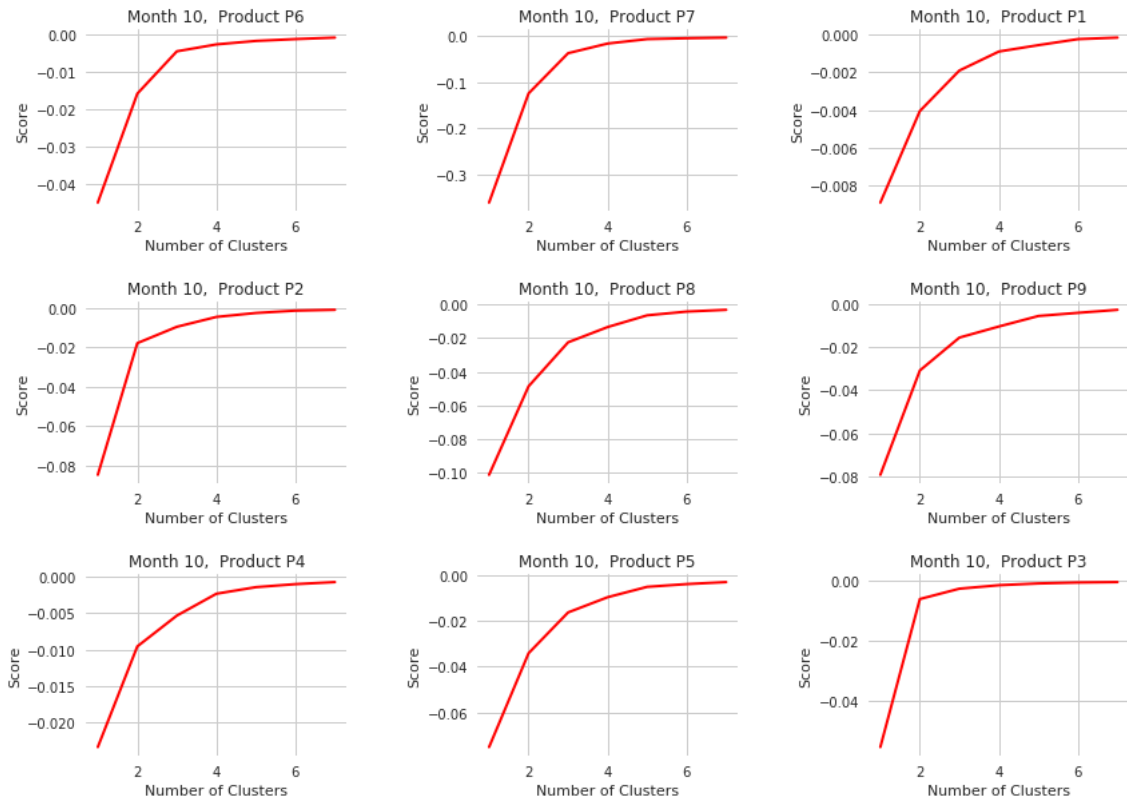 Month 10,  Product P6
0.00
−0.01
−0.02
−0.03
−0.04
Score
2 4 6
Number of Clusters
Month 10,  Product P7
0.0
−0.1
−0.2
−0.3
Score
2 4 6
Number of Clusters
Month 10,  Product P1
0.000
−0.002
−0.004
−0.006
−0.008
Score
2 4 6
Number of Clusters
Month 10,  Product P2
0.00
−0.02
−0.04
−0.06
−0.08
Score
2 4 6
Number of Clusters
Month 10,  Product P8
0.00
−0.02
−0.04
−0.06
−0.08
−0.10
Score
2 4 6
Number of Clusters
Month 10,  Product P9
0.00
−0.02
−0.04
−0.06
−0.08
Score
2 4 6
Number of Clusters
Month 10,  Product P4
0.000
−0.005
−0.010
−0.015
−0.020
Score
2 4 6
Number of Clusters
Month 10,  Product P5
0.00
−0.02
−0.04
−0.06
Score
2 4 6
Number of Clusters
Month 10,  Product P3
0.00
−0.02
−0.04
Score
2 4 6
Number of Clusters